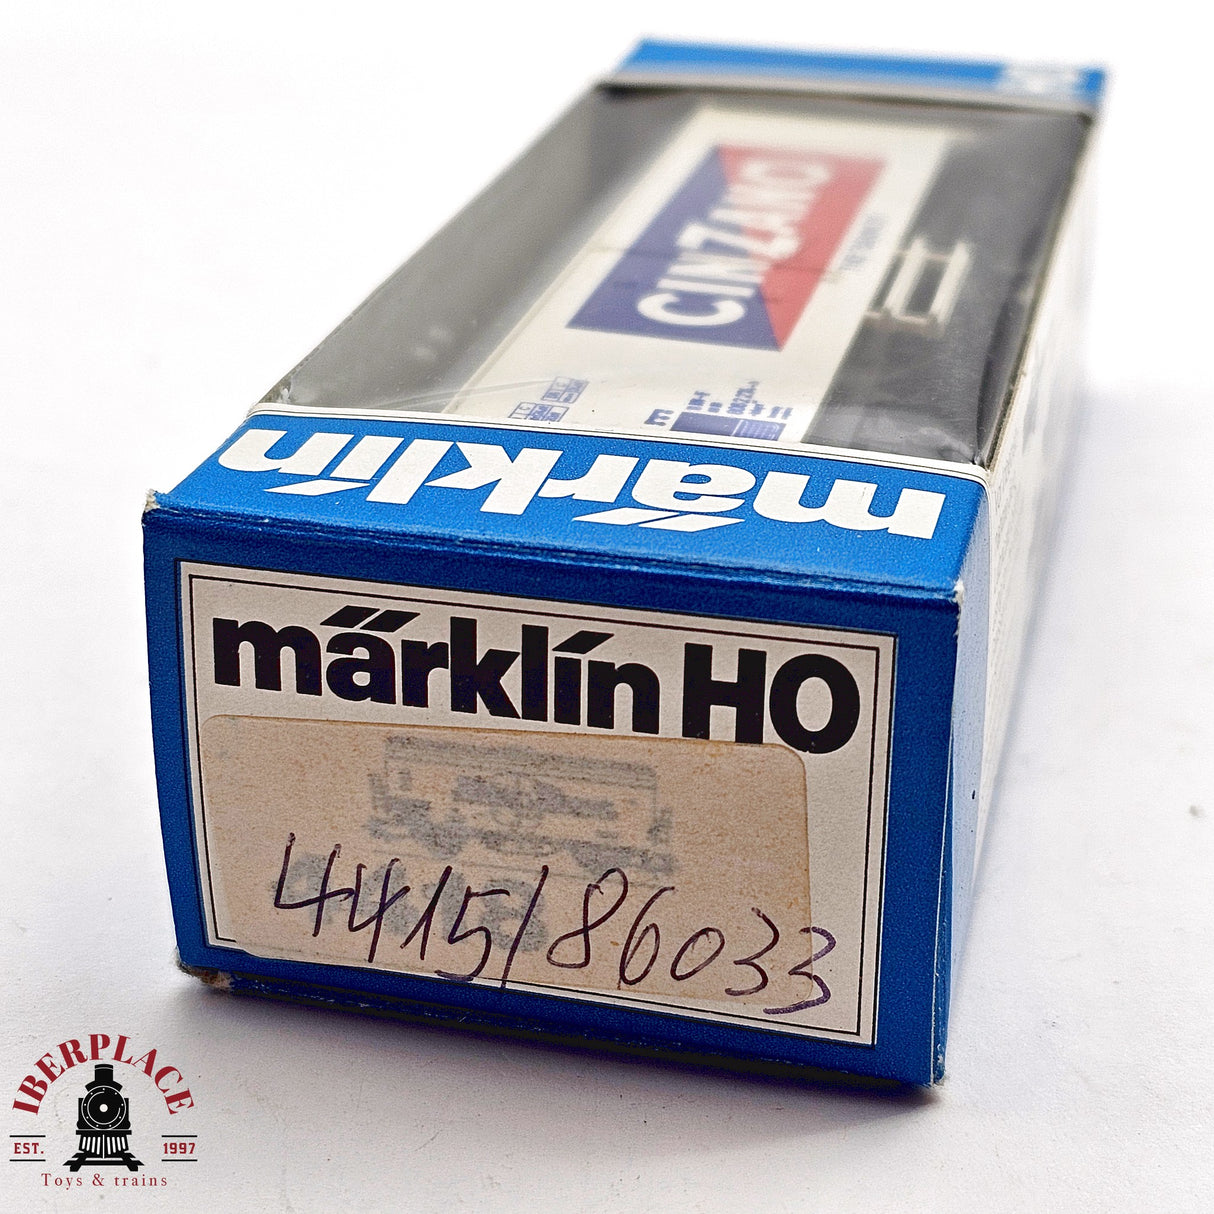 CINZANO
E
märklin
märklin HO
4415/86033
IBERPLACE
EST. 1997
Toys & trains